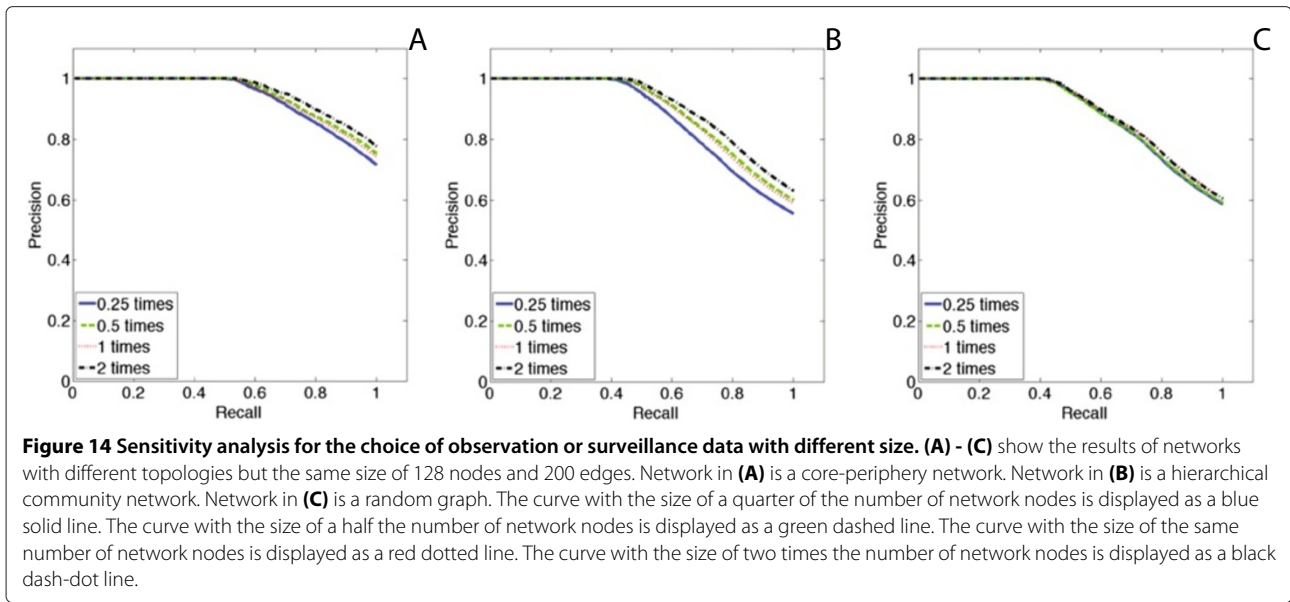 A
B
C
1
0.8
0.6
0.4
0.2
0
Precision
0.25 times
0.5 times
1 times
2 times
0 0.2 0.4 0.6 0.8 1
Recall
1
0.8
0.6
0.4
0.2
0
Precision
0.25 times
0.5 times
1 times
2 times
0 0.2 0.4 0.6 0.8 1
Recall
1
0.8
0.6
0.4
0.2
0
Precision
0.25 times
0.5 times
1 times
2 times
0 0.2 0.4 0.6 0.8 1
Recall
Figure 14 Sensitivity analysis for the choice of observation or surveillance data with different size. (A) - (C) show the results of networks
with different topologies but the same size of 128 nodes and 200 edges. Network in (A) is a core-periphery network. Network in (B) is a hierarchical
community network. Network in (C) is a random graph. The curve with the size of a quarter of the number of network nodes is displayed as a blue
solid line. The curve with the size of a half the number of network nodes is displayed as a green dashed line. The curve with the size of the same
number of network nodes is displayed as a red dotted line. The curve with the size of two times the number of network nodes is displayed as a black
dash-dot line.